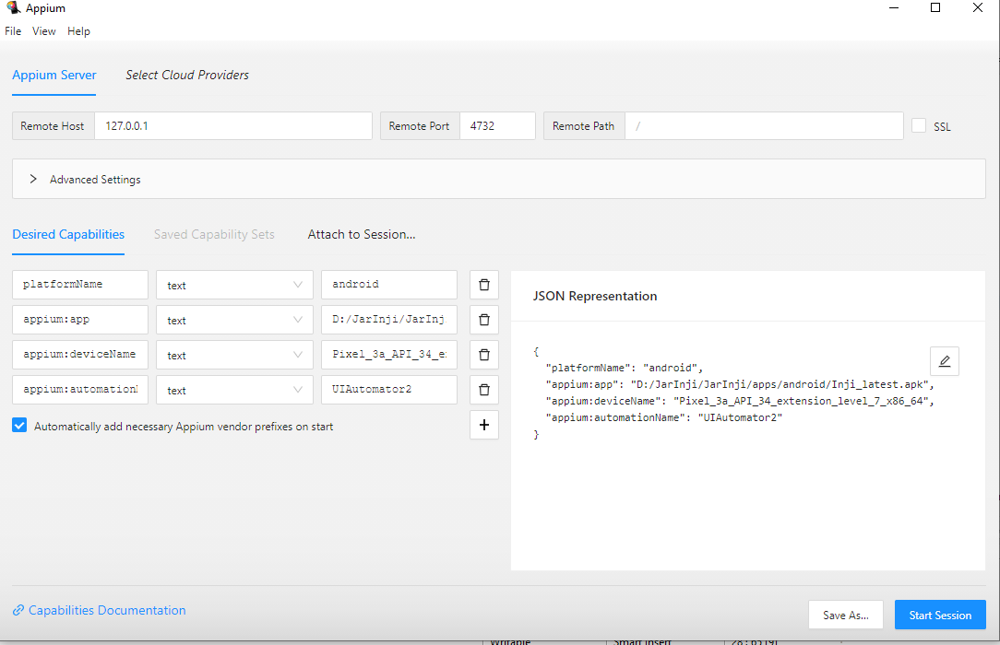 Appium
File View Help
Appium Server Select Cloud Providers
Remote Host 127.0.0.1 Remote Port 4732 Remote Path / SSL
Advanced Settings
Desired Capabilities Saved Capability Sets Attach to Session...
platformName text android
appium:app text D:/JarInji/JarInj
appium:deviceName text Pixel_3a_API_34_e
appium:automation text UIAutomator2
Automatically add necessary Appium vendor prefixes on start
JSON Representation
{
"platformName": "android",
"appium:app": "D:/JarInji/JarInji/apps/android/Inji_latest.apk",
"appium:deviceName": "Pixel_3a_API_34_extension_level_7_x86_64",
"appium:automationName": "UIAutomator2"
}
Capabilities Documentation
Save As... Start Session
Writable Smart Insert